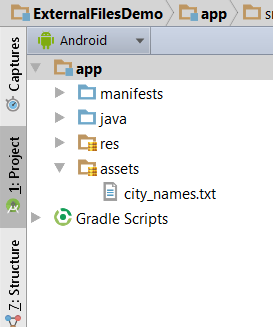 ExternalFilesDemo app
Android
Captures
1: Project
7: Structure
app
manifests
java
res
assets
city_names.txt
Gradle Scripts